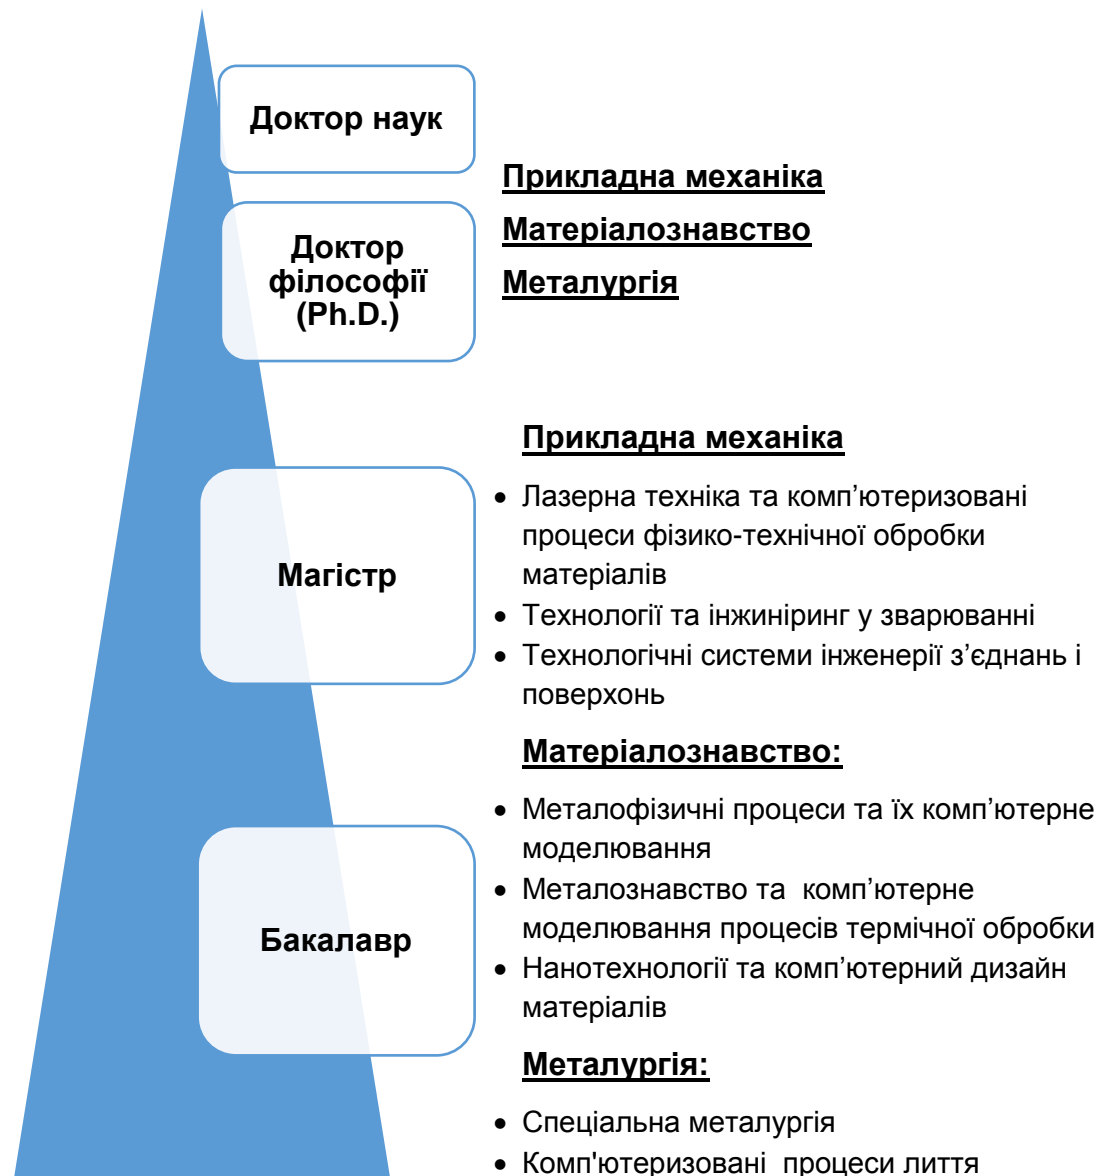 Доктор наук
Прикладна механіка
Матеріалознавство
Металургія
Доктор
філософії
(Ph.D.)
Прикладна механіка
• Лазерна техніка та комп’ютеризовані
процеси фізико-технічної обробки
матеріалів
• Технології та інжиніринг у зварюванні
• Технологічні системи інженерії з’єднань і
поверхонь
Магістр
Матеріалознавство:
• Металофізичні процеси та їх комп’ютерне
моделювання
• Металознавство та комп’ютерне
моделювання процесів термічної обробки
• Нанотехнології та комп’ютерний дизайн
матеріалів
Бакалавр
Металургія:
• Спеціальна металургія
• Комп'ютеризовані процеси лиття